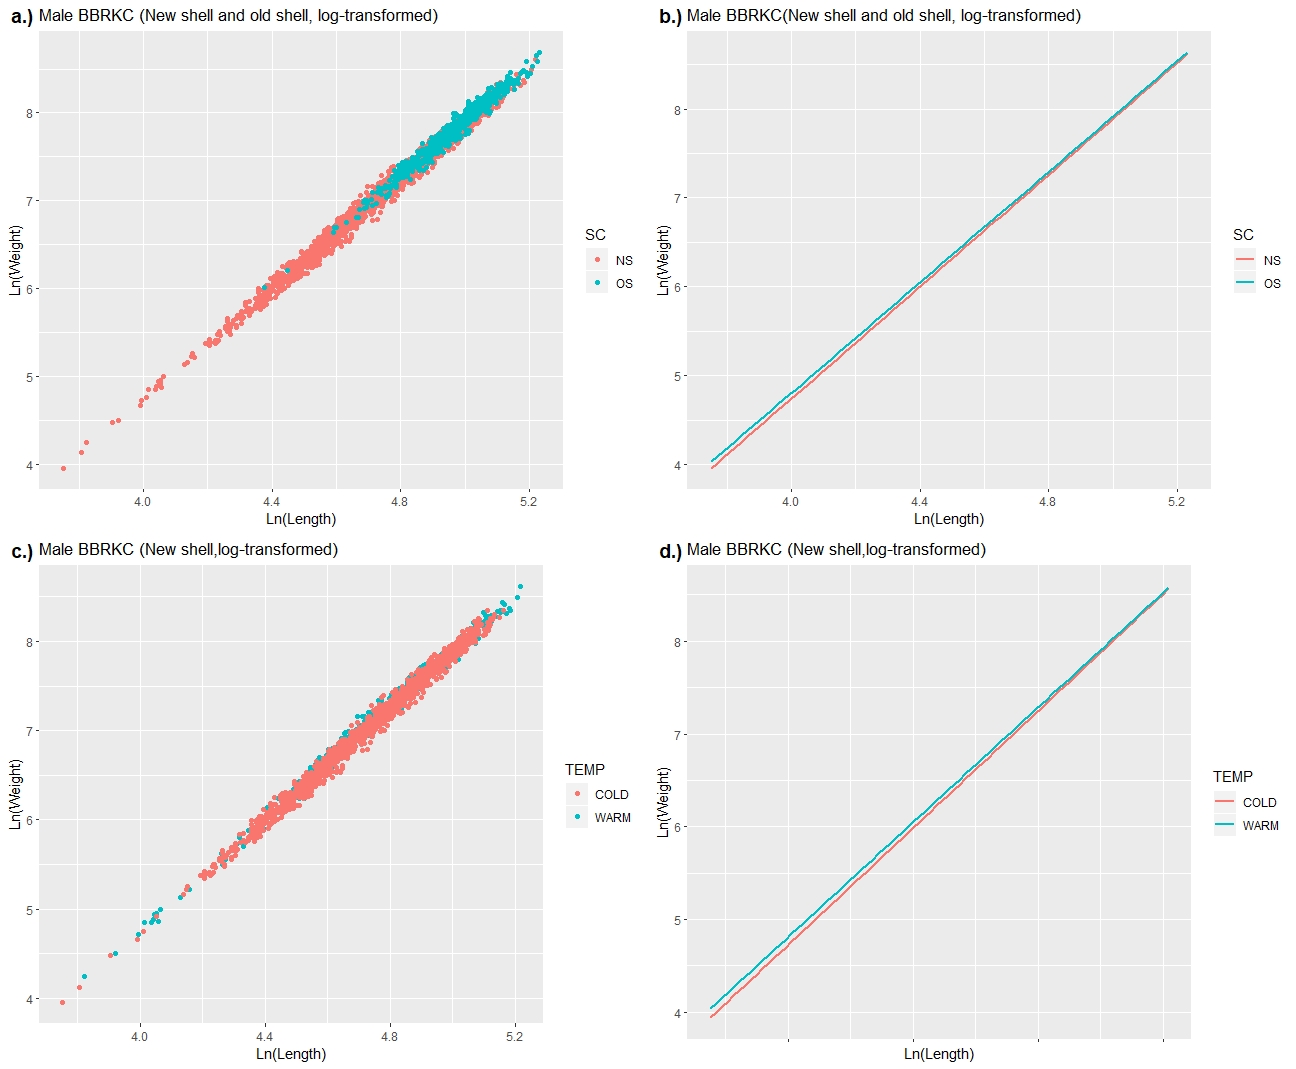 a.) Male BBRKC (New shell and old shell, log-transformed)
Ln(Weight)
8
7
6
5
4
4.0 4.4 4.8 5.2
Ln(Length)
SC
NS
OS
b.) Male BBRKC(New shell and old shell, log-transformed)
Ln(Weight)
8
7
6
5
4
4.0 4.4 4.8 5.2
Ln(Length)
SC
NS
OS
c.) Male BBRKC (New shell,log-transformed)
Ln(Weight)
8
7
6
5
4
4.0 4.4 4.8 5.2
Ln(Length)
TEMP
COLD
WARM
d.) Male BBRKC (New shell,log-transformed)
Ln(Weight)
8
7
6
5
4
Ln(Length)
TEMP
COLD
WARM